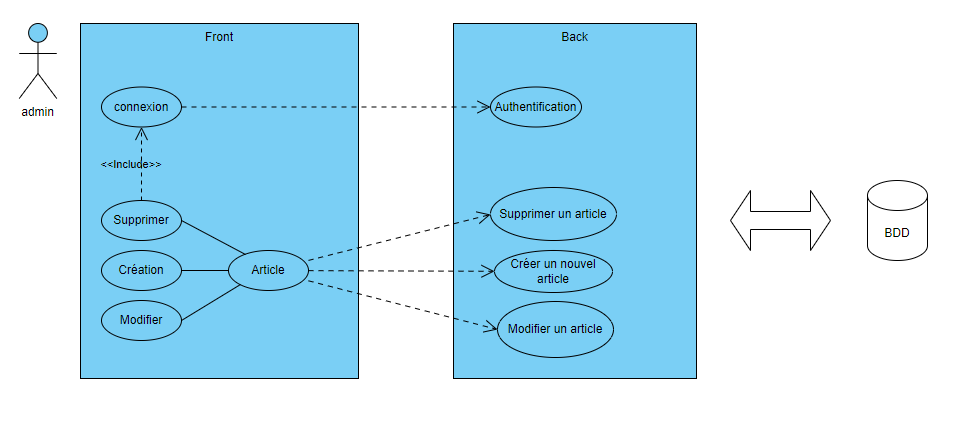 Front
Back
admin
connexion
Authentification
<<Include>>
Supprimer
Supprimer un article
Création
Article
Créer un nouvel
article
Modifier
Modifier un article
BDD